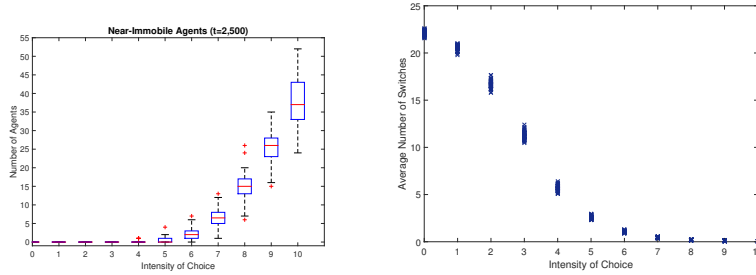 Near-Immobile Agents (t=2,500)
Number of Agents
55
50
45
40
35
30
25
20
15
10
5
0
0 1 2 3 4 5 6 7 8 9 10
Intensity of Choice
Average Number of Switches
25
20
15
10
5
0
0 1 2 3 4 5 6 7 8 9
Intensity of Choice